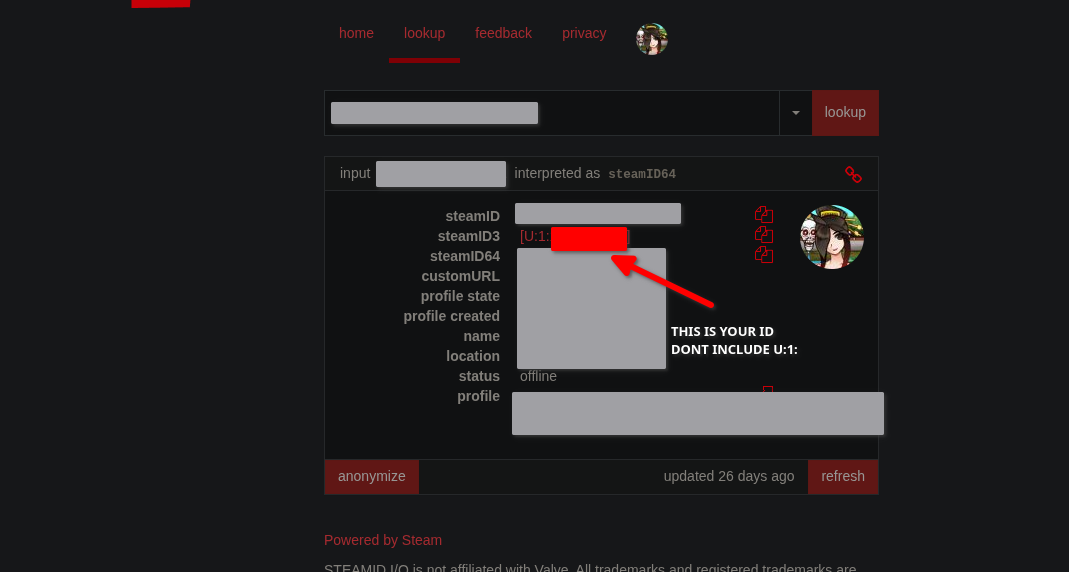 home lookup feedback privacy
lookup
input interpreted as steamID64
steamID
steamID3 [U:1:
steamID64
customURL
profile state
profile created
name
location
status offline
profile
THIS IS YOUR ID
DONT INCLUDE U:1:
anonymize updated 26 days ago refresh
Powered by Steam
STEAMID I/O is not affiliated with Valve. All trademarks and registered trademarks are